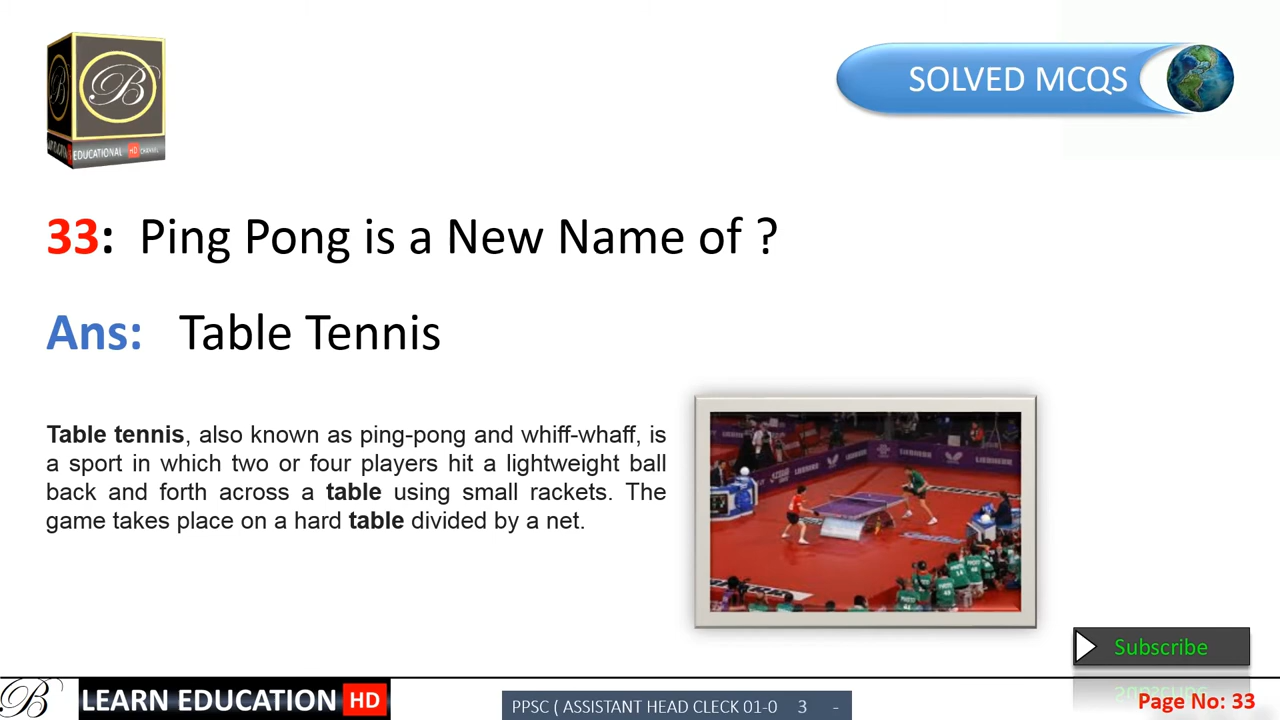 B
EDUCATIONAL HD CHANNEL
SOLVED MCQS
33: Ping Pong is a New Name of ?
Ans: Table Tennis
Table tennis, also known as ping-pong and whiff-whaff, is
a sport in which two or four players hit a lightweight ball
back and forth across a table using small rackets. The
game takes place on a hard table divided by a net.
Subscribe
B LEARN EDUCATION HD
PPSC ( ASSISTANT HEAD CLECK 01-0 3 -
Page No: 33